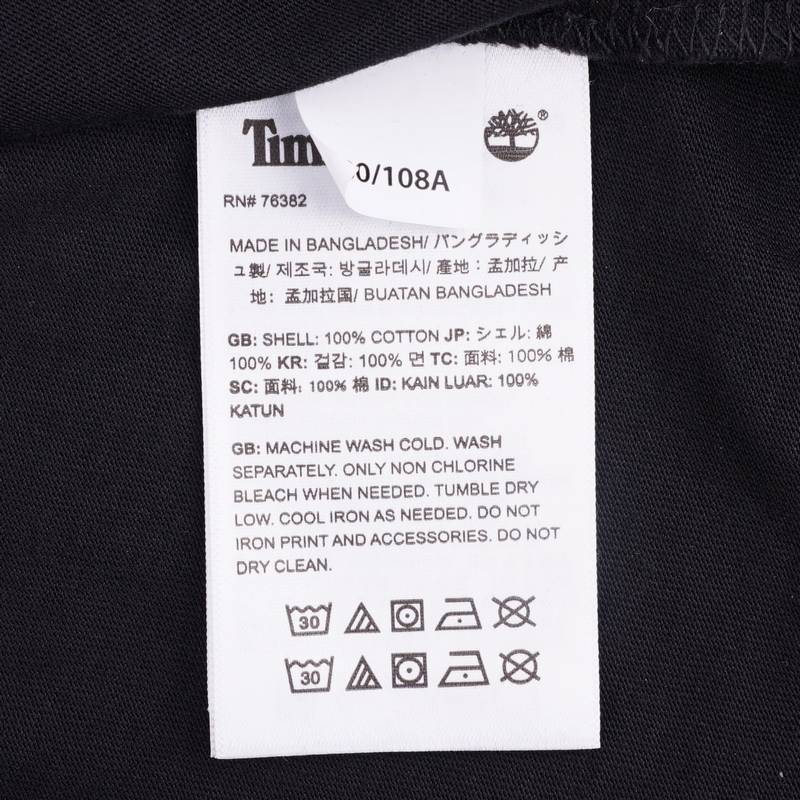 ®
0/108A
RN# 76382
MADE IN BANGLADESH/ バングラディッシ
ュ製/ 제조국: 방글라데시/ 產地: 孟加拉/ 产
地: 孟加拉国/ BUATAN BANGLADESH
GB: SHELL: 100% COTTON JP: シェル: 綿
100% KR: 겉감: 100% 면 TC: 面料: 100% 棉
SC: 面料: 100% 棉 ID: KAIN LUAR: 100%
KATUN
GB: MACHINE WASH COLD. WASH
SEPARATELY. ONLY NON CHLORINE
BLEACH WHEN NEEDED. TUMBLE DRY
LOW. COOL IRON AS NEEDED. DO NOT
IRON PRINT AND ACCESSORIES. DO NOT
DRY CLEAN.
30
30